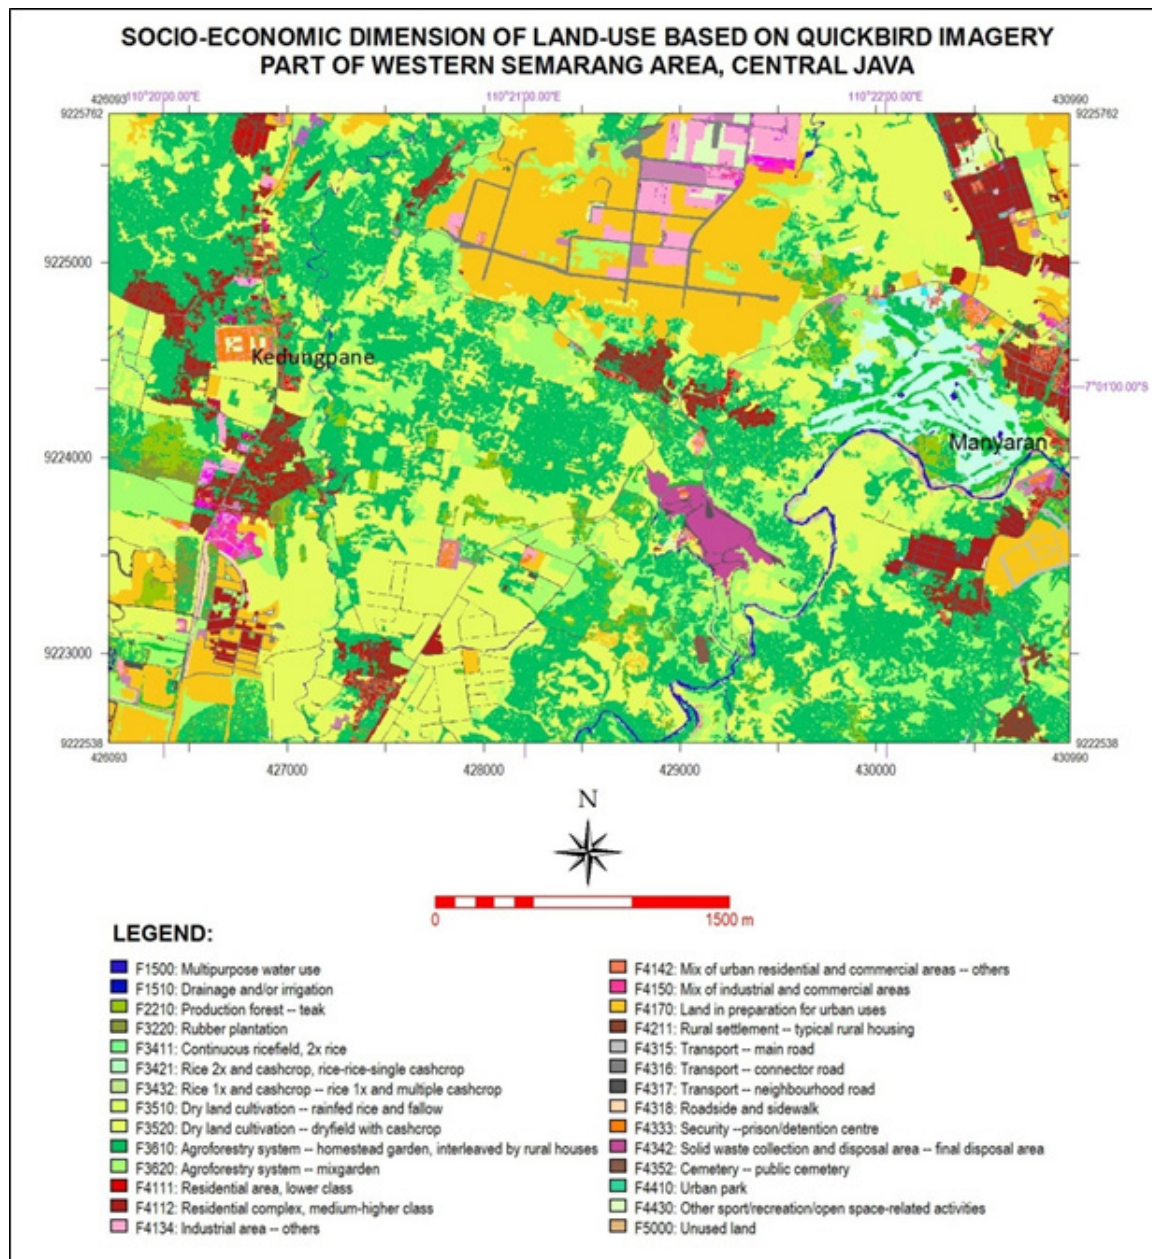 SOCIO-ECONOMIC DIMENSION OF LAND-USE BASED ON QUICKBIRD IMAGERY
PART OF WESTERN SEMARANG AREA, CENTRAL JAVA
426093 110°20'00.00"E 110°21'00.00"E 110°22'00.00"E 430990
9225762 9225762
9225000
Kedungpane
7°01'00.00"S
Manyaran
9224000
9223000
9222538 9222538
426093 427000 428000 429000 430000 430990
N
0 1500 m
LEGEND:
F1500: Multipurpose water use
F1510: Drainage and/or irrigation
F2210: Production forest -- teak
F3220: Rubber plantation
F3411: Continuous ricefield, 2x rice
F3421: Rice 2x and cashcrop, rice-rice-single cashcrop
F3432: Rice 1x and cashcrop -- rice 1x and multiple cashcrop
F3510: Dry land cultivation -- rainfed rice and fallow
F3520: Dry land cultivation -- dryfield with cashcrop
F3610: Agroforestry system -- homestead garden, interleaved by rural houses
F3620: Agroforestry system -- mixgarden
F4111: Residential area, lower class
F4112: Residential complex, medium-higher class
F4134: Industrial area -- others
F4142: Mix of urban residential and commercial areas -- others
F4150: Mix of industrial and commercial areas
F4170: Land in preparation for urban uses
F4211: Rural settlement -- typical rural housing
F4315: Transport -- main road
F4316: Transport -- connector road
F4317: Transport -- neighbourhood road
F4318: Roadside and sidewalk
F4333: Security --prison/detention centre
F4342: Solid waste collection and disposal area -- final disposal area
F4352: Cemetery -- public cemetery
F4410: Urban park
F4430: Other sport/recreation/open space-related activities
F5000: Unused land